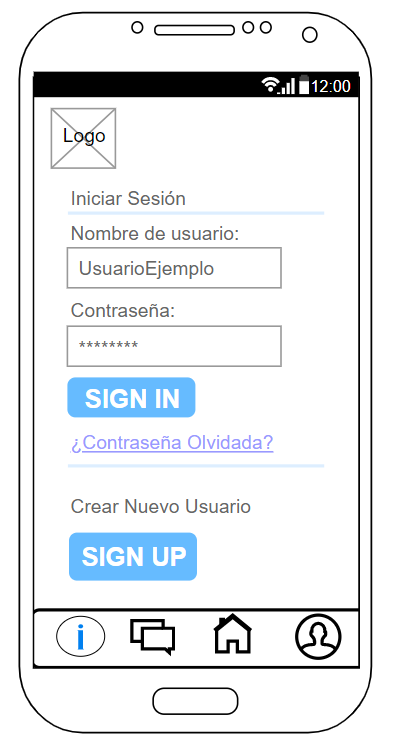 12:00
Logo
Iniciar Sesión
Nombre de usuario:
UsuarioEjemplo
Contraseña:
********
SIGN IN
¿Contraseña Olvidada?
Crear Nuevo Usuario
SIGN UP
i